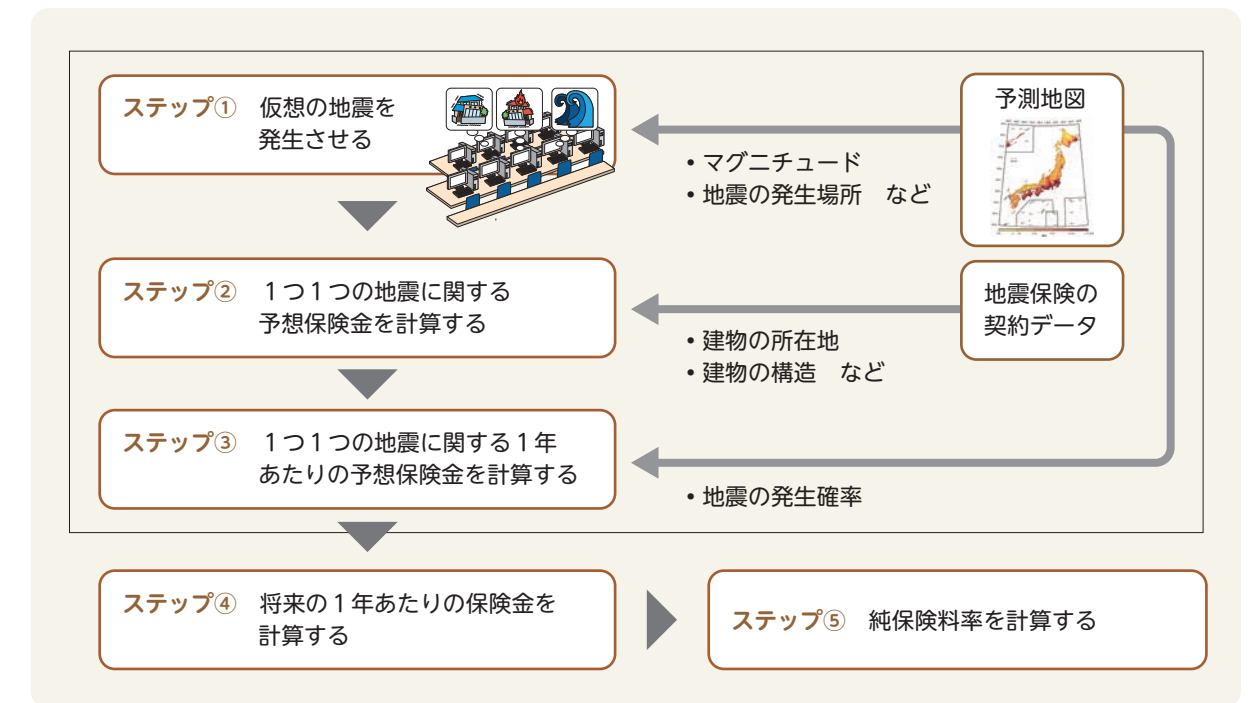 ステップ① 仮想の地震を
発生させる
予測地図
・マグニチュード
・地震の発生場所 など
ステップ② 1つ1つの地震に関する
予想保険金を計算する
地震保険の
契約データ
・建物の所在地
・建物の構造 など
ステップ③ 1つ1つの地震に関する1年
あたりの予想保険金を計算する
・地震の発生確率
ステップ④ 将来の1年あたりの保険金を
計算する
ステップ⑤ 純保険料率を計算する